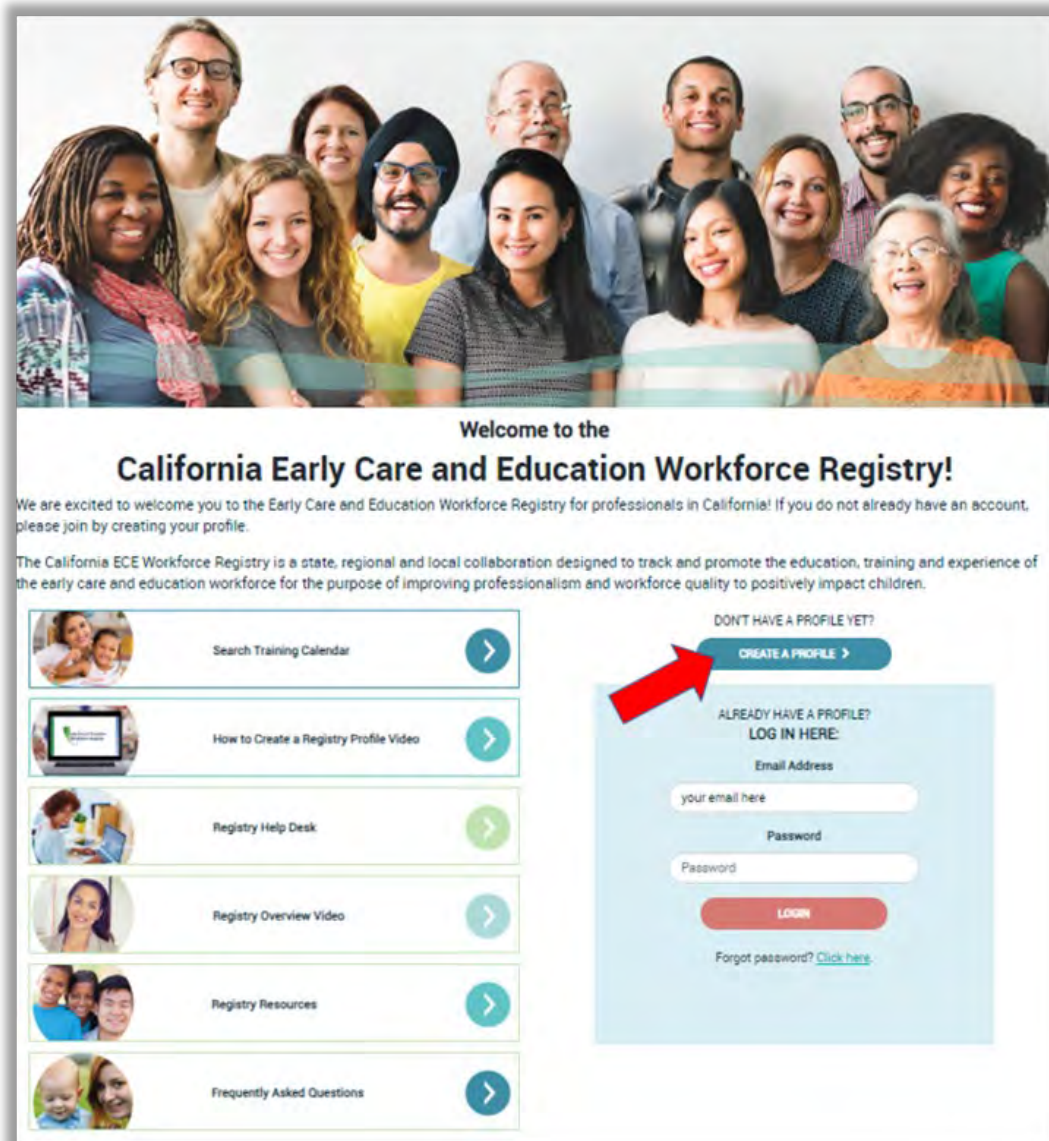 Welcome to the
California Early Care and Education Workforce Registry!
We are excited to welcome you to the Early Care and Education Workforce Registry for professionals in California! If you do not already have an account,
please join by creating your profile.
The California ECE Workforce Registry is a state, regional and local collaboration designed to track and promote the education, training and experience of
the early care and education workforce for the purpose of improving professionalism and workforce quality to positively impact children.
Search Training Calendar
How to Create a Registry Profile Video
Registry Help Desk
Registry Overview Video
Registry Resources
Frequently Asked Questions
DON'T HAVE A PROFILE YET?
CREATE A PROFILE >
ALREADY HAVE A PROFILE?
LOG IN HERE:
Email Address
your email here
Password
Password
LOGIN
Forgot password? Click here.